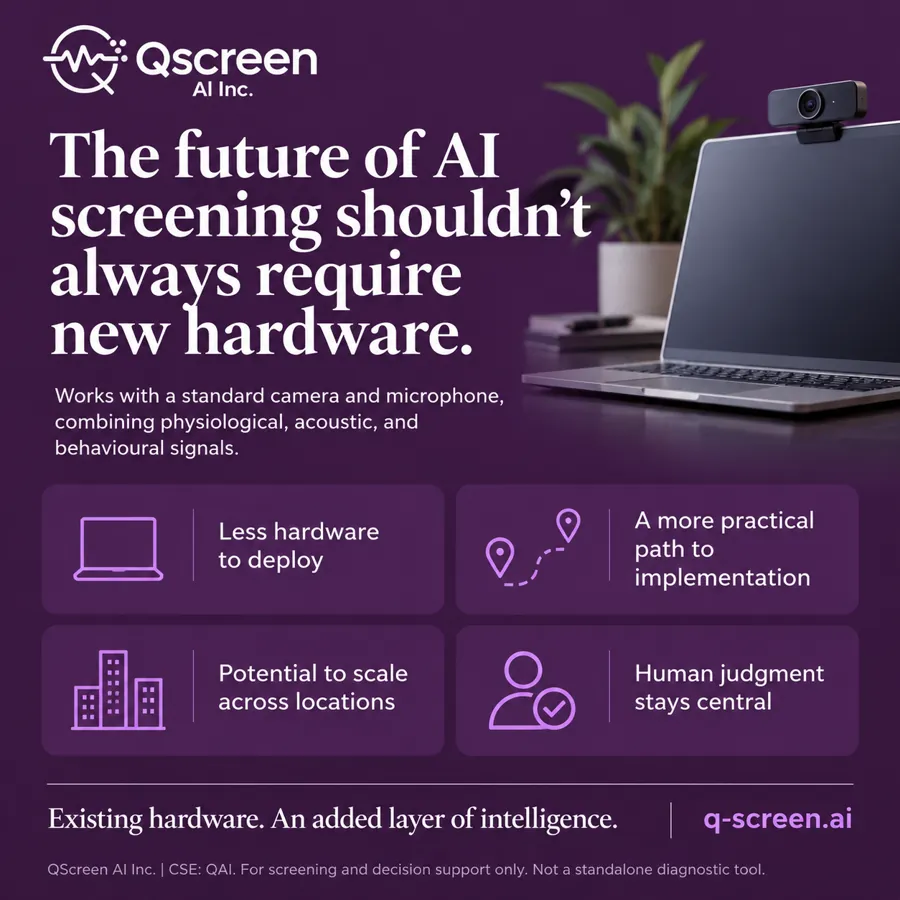 Qscreen
AI Inc.
The future of AI
screening shouldn’t
always require
new hardware.
Works with a standard camera and microphone,
combining physiological, acoustic, and
behavioural signals.
Less hardware
to deploy
A more practical
path to
implementation
Potential to scale
across locations
Human judgment
stays central
Existing hardware. An added layer of intelligence.
q-screen.ai
QScreen AI Inc. | CSE: QAI. For screening and decision support only. Not a standalone diagnostic tool.